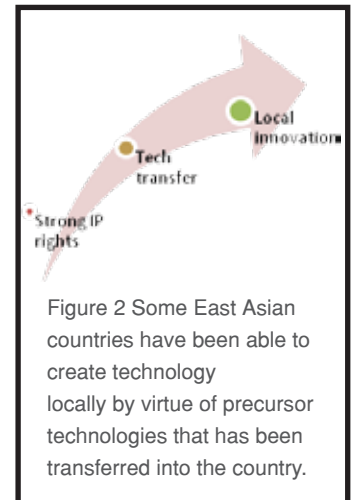 Local
innovation
Tech
transfer
Strong IP
rights
Figure 2 Some East Asian
countries have been able to
create technology
locally by virtue of precursor
technologies that has been
transferred into the country.